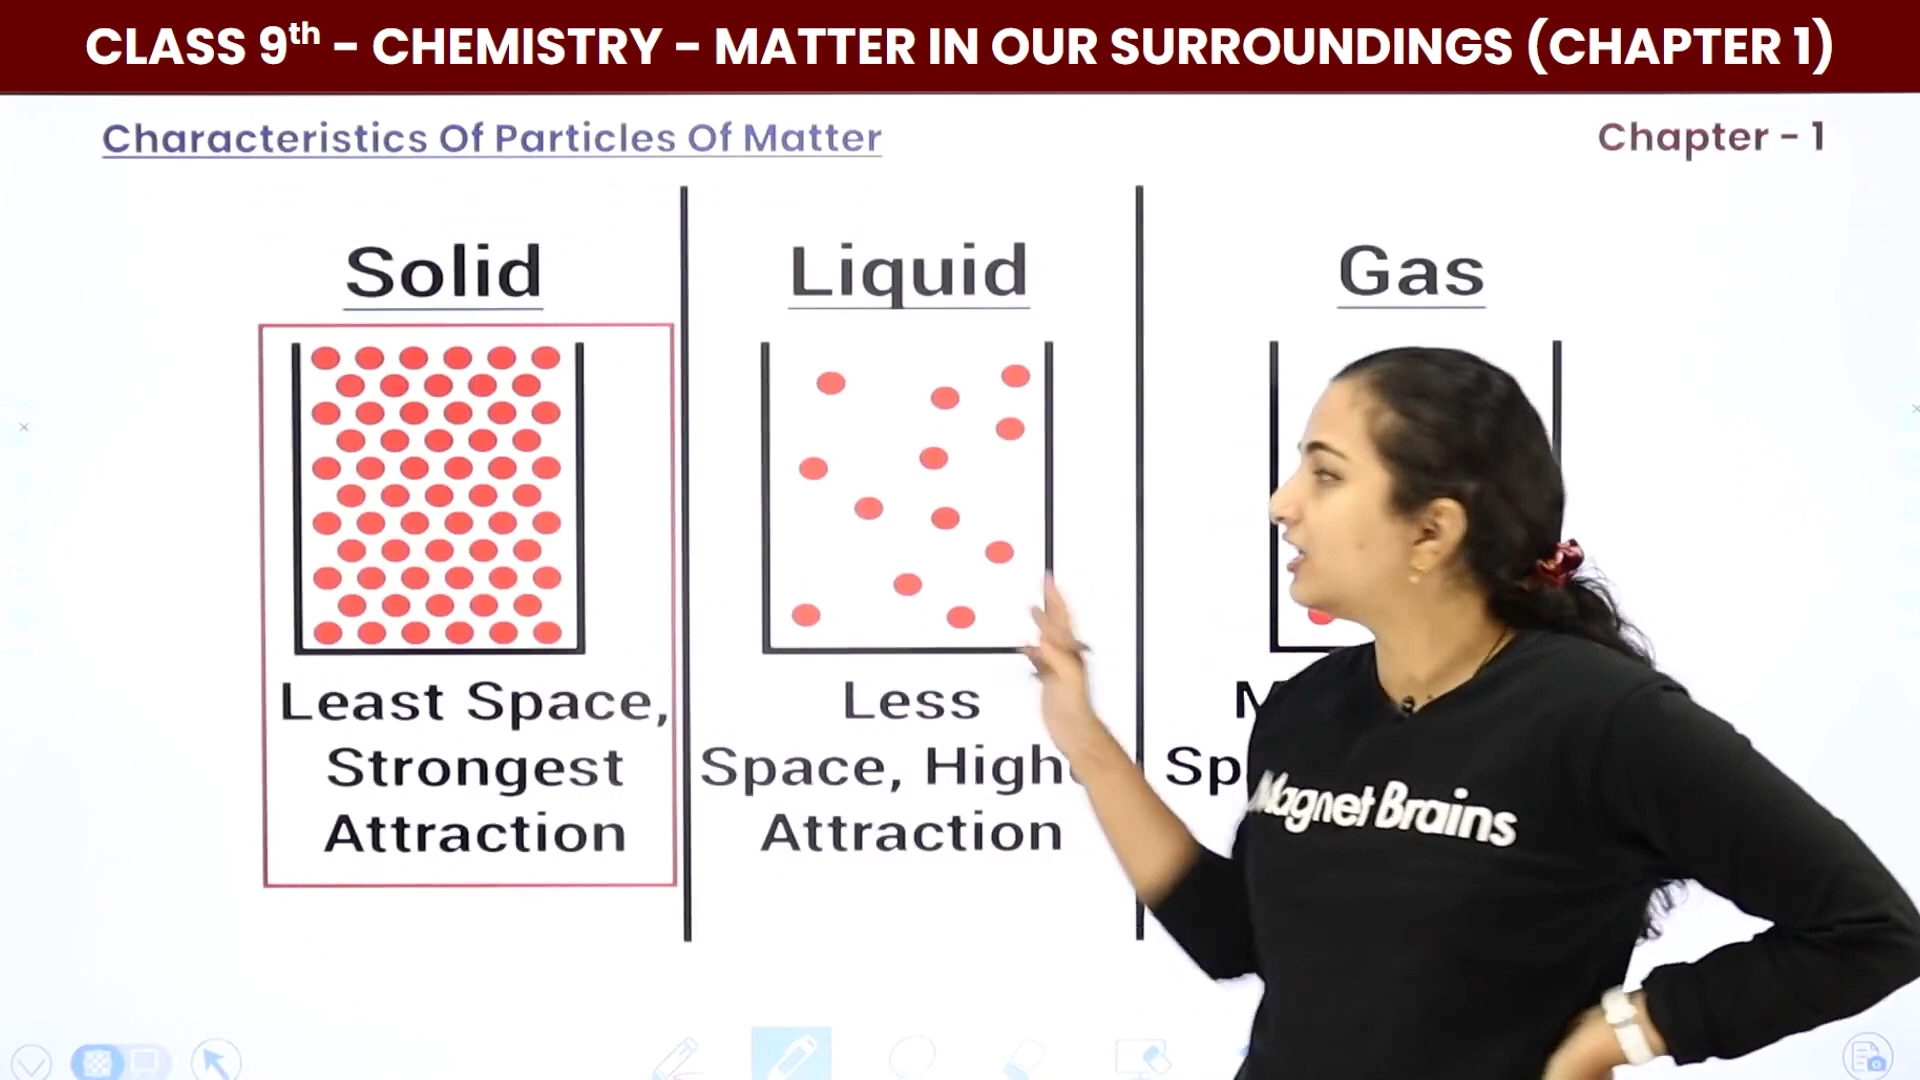 CLASS 9th – CHEMISTRY – MATTER IN OUR SURROUNDINGS (CHAPTER 1)
Characteristics Of Particles Of Matter
Chapter - 1
Solid
Liquid
Gas
Least Space,
Strongest
Attraction
Less
Space, High
Attraction
Magnet Brains